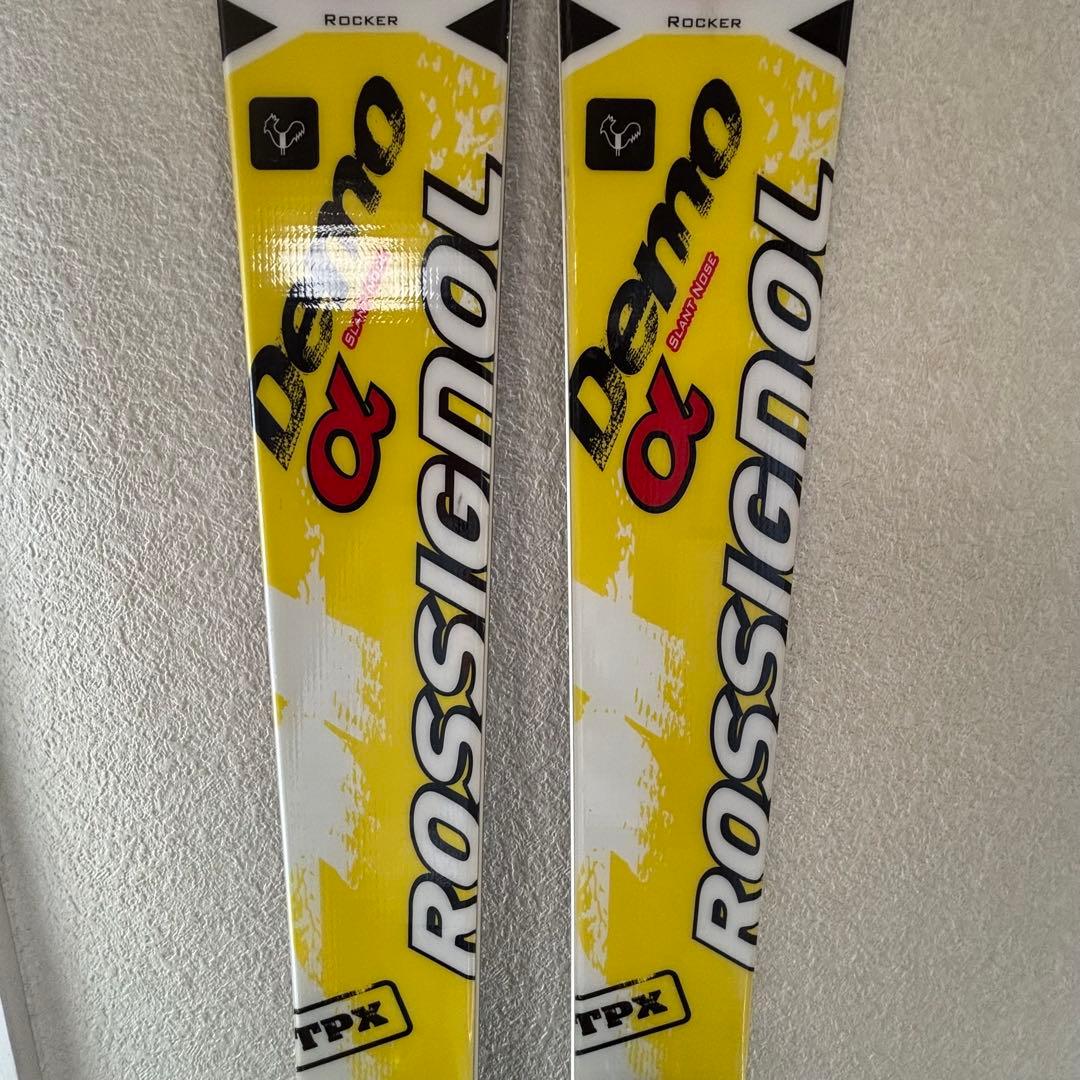 ROCKER
Demo
SLANT NOSE
α
ROSSIGNOL
TPX
ROCKER
Demo
SLANT NOSE
α
ROSSIGNOL
TPX